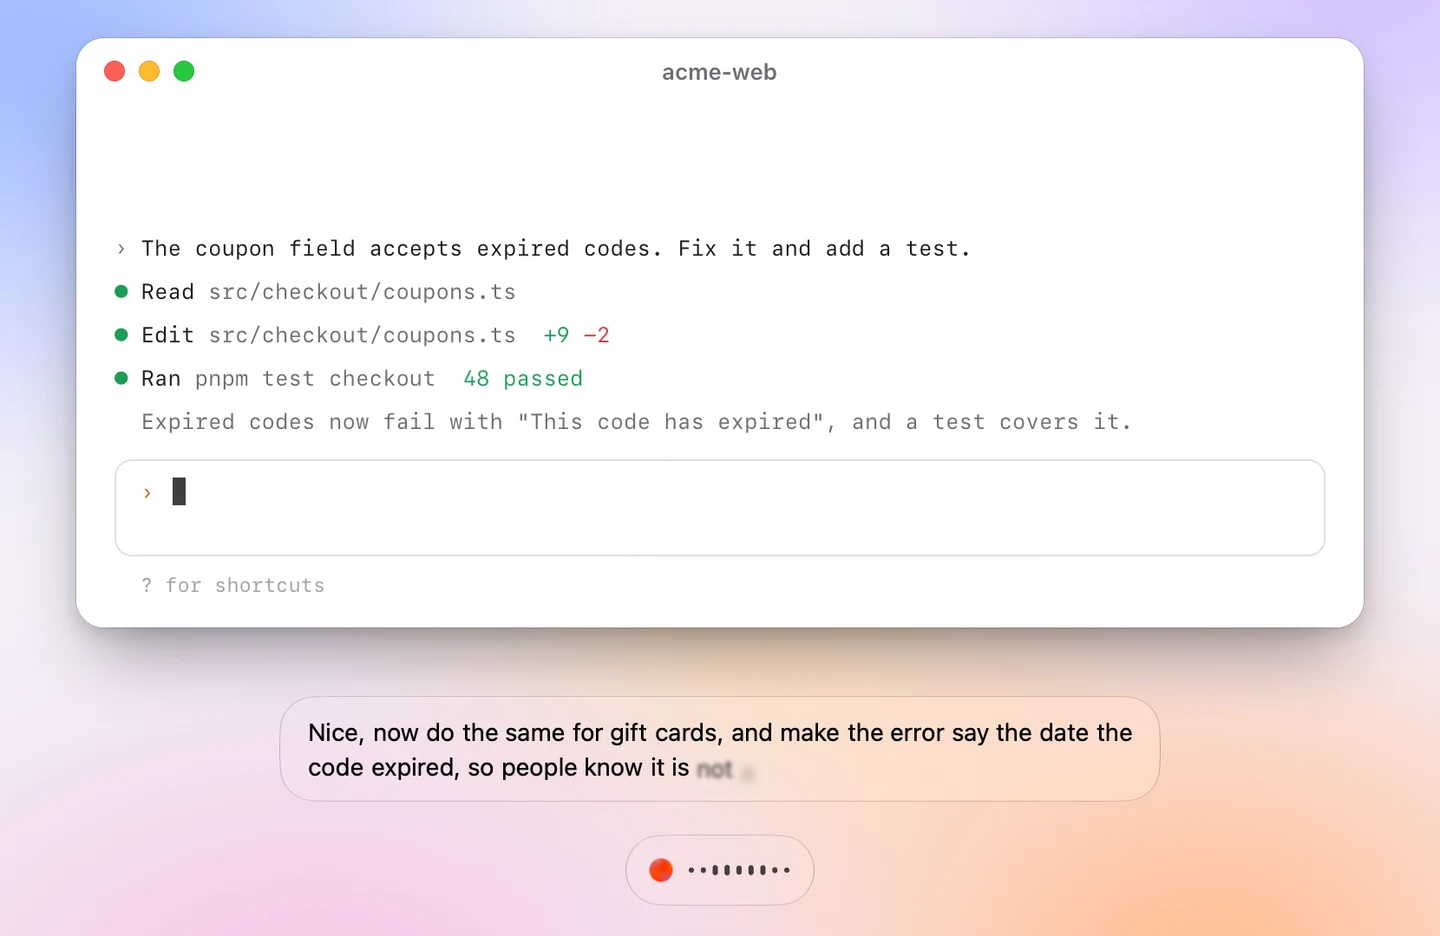 acme-web
› The coupon field accepts expired codes. Fix it and add a test.
Read src/checkout/coupons.ts
Edit src/checkout/coupons.ts +9 −2
Ran pnpm test checkout 48 passed
Expired codes now fail with "This code has expired", and a test covers it.
›
? for shortcuts
Nice, now do the same for gift cards, and make the error say the date the
code expired, so people know it is not